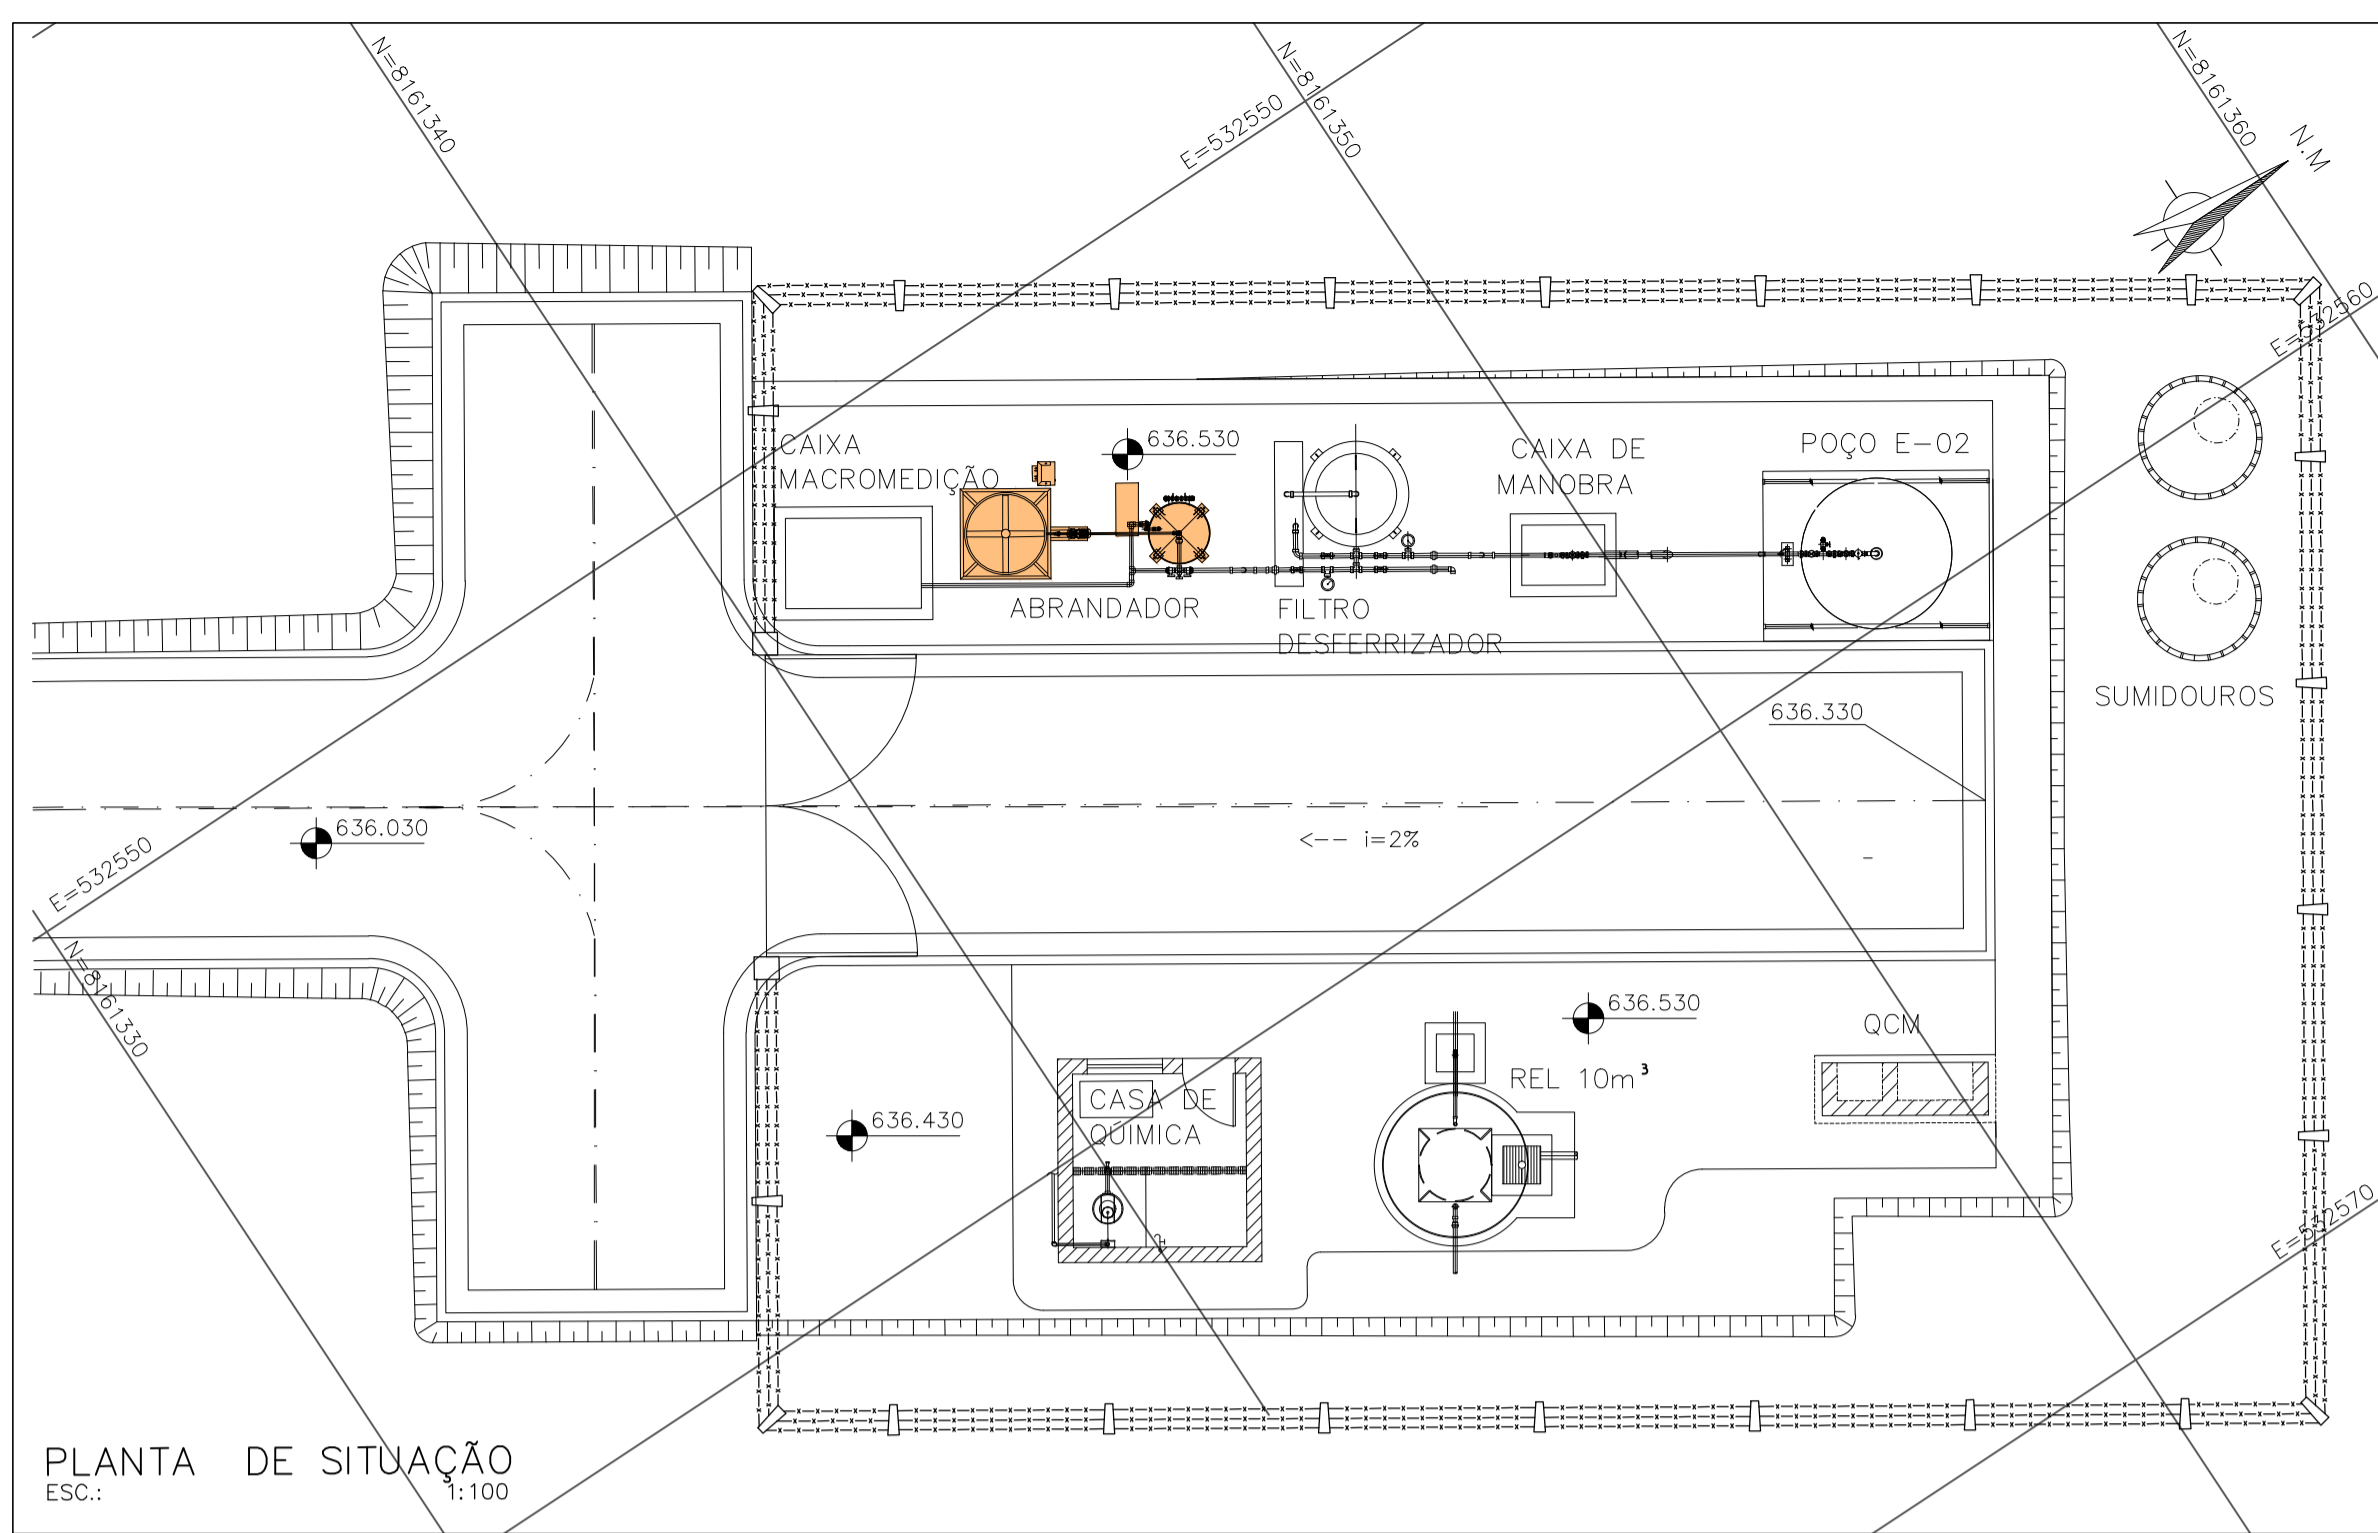 N=8161340
E=532550
N=8161350
N=8161360
N.M
E=532560
CAIXA
MACROMEDIÇÃO
636.530
CAIXA DE
MANOBRA
POÇO E-02
ABRANDADOR
FILTRO
DESFERRIZADOR
SUMIDOUROS
636.330
636.030
<-- i=2%
E=532550
N=8161330
636.530
QCM
REL 10m³
CASA DE
QUÍMICA
636.430
E=532570
PLANTA DE SITUAÇÃO
ESC.: 1:100